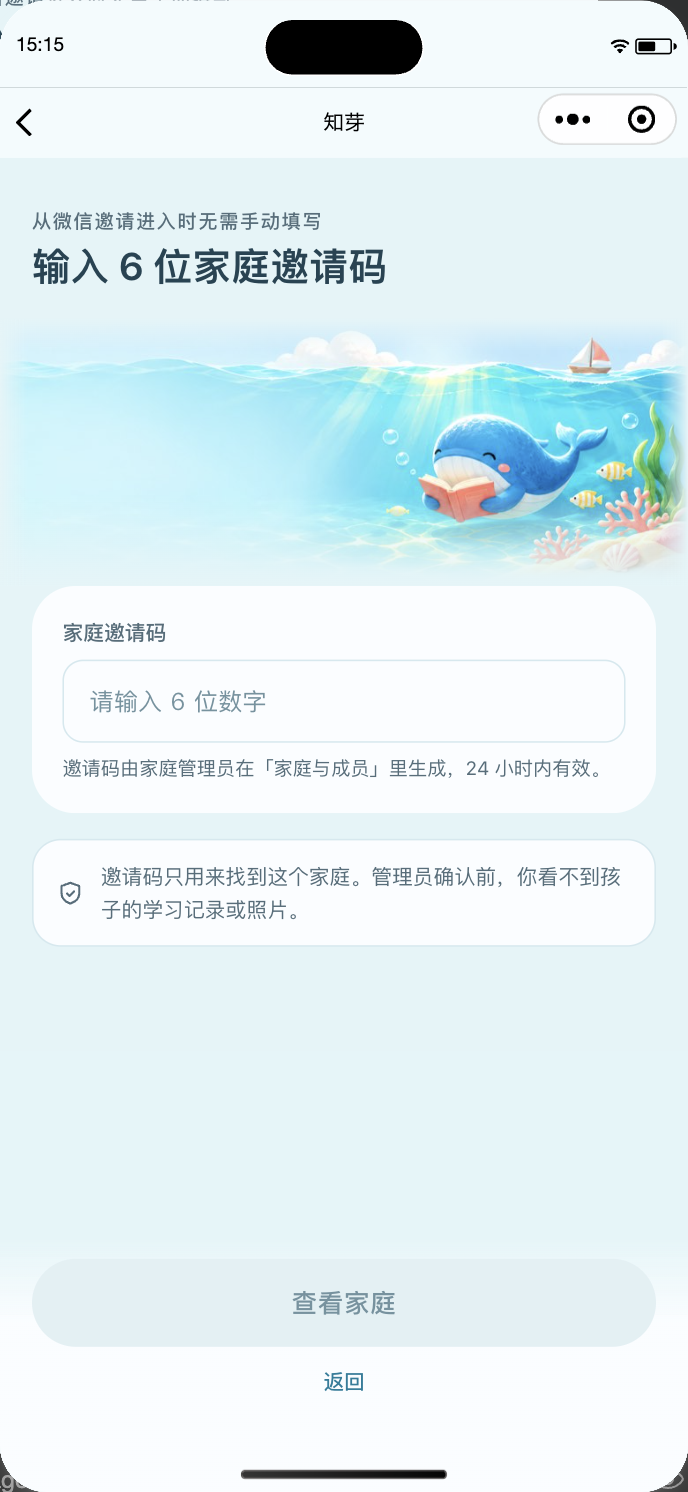 15:15
知芽
从微信邀请进入时无需手动填写
输入 6 位家庭邀请码
家庭邀请码
请输入 6 位数字
邀请码由家庭管理员在「家庭与成员」里生成，24 小时内有效。
邀请码只用来找到这个家庭。管理员确认前，你看不到孩
子的学习记录或照片。
查看家庭
返回